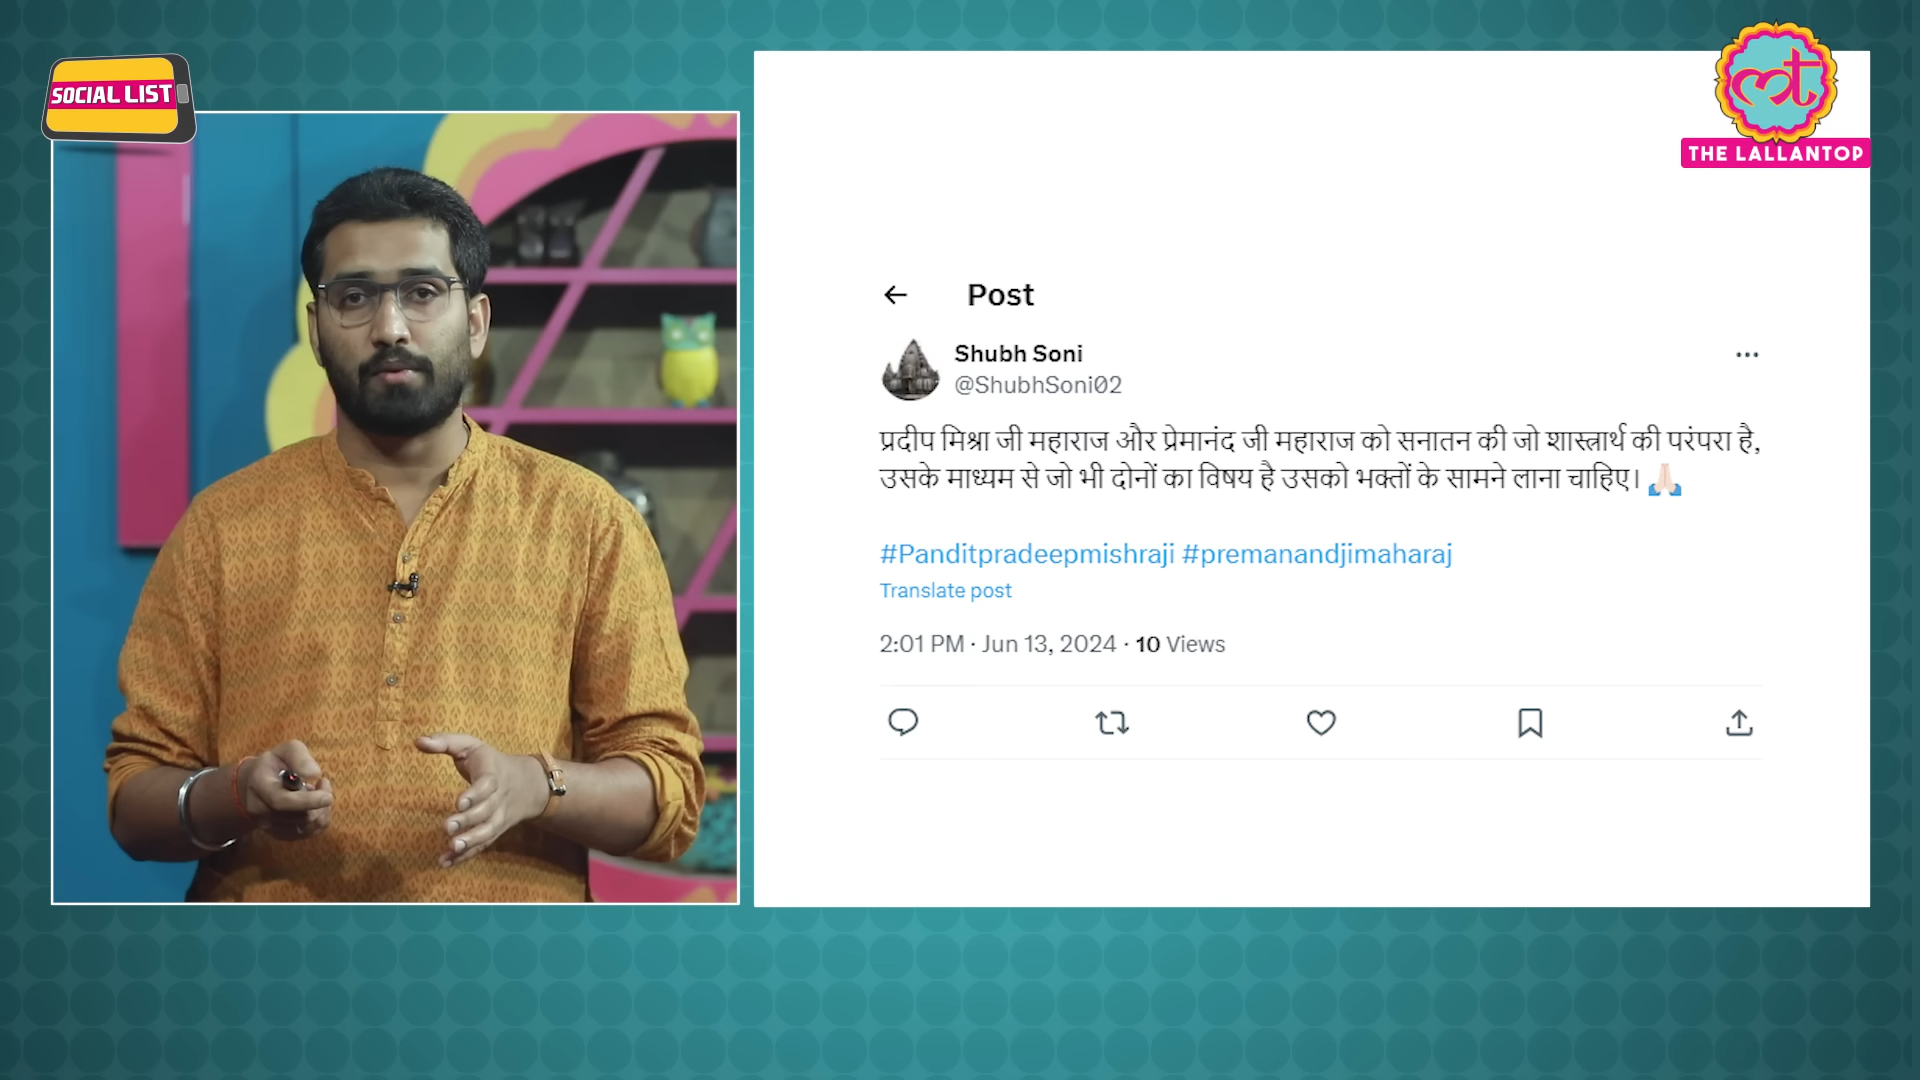 SOCIAL LIST
THE LALLANTOP
Post
Shubh Soni
@ShubhSoni02
प्रदीप मिश्रा जी महाराज और प्रेमानंद जी महाराज को सनातन की जो शास्त्रार्थ की परंपरा है,
उसके माध्यम से जो भी दोनों का विषय है उसको भक्तों के सामने लाना चाहिए। 🙏🏻
#Panditpradeepmishraji #premanandjimaharaj
Translate post
2:01 PM · Jun 13, 2024 · 10 Views